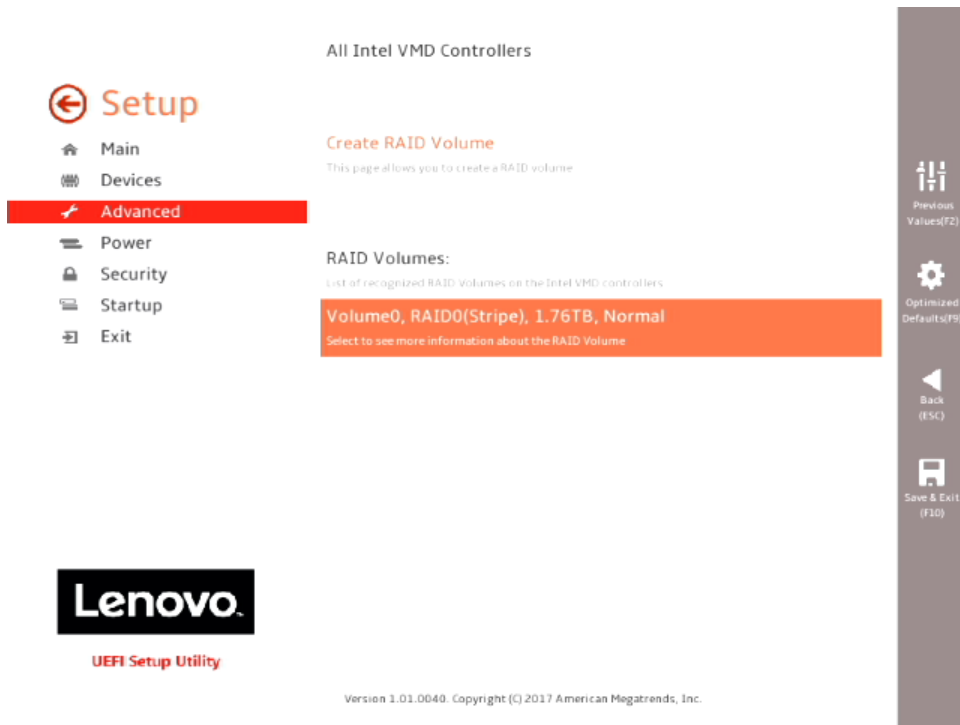 All Intel VMD Controllers
Setup
Main
Devices
Advanced
Power
Security
Startup
Exit
Create RAID Volume
This page allows you to create a RAID volume
RAID Volumes:
List of recognized RAID Volumes on the Intel VMD controllers
Volume0, RAID0(Stripe), 1.76TB, Normal
Select to see more information about the RAID Volume
Previous
Values(F2)
Optimized
Defaults(F9
Back
(ESC)
Save & Exit
(F10)
Lenovo.
UEFI Setup Utility
Version 1.01.0040. Copyright (C) 2017 American Megatrends, Inc.